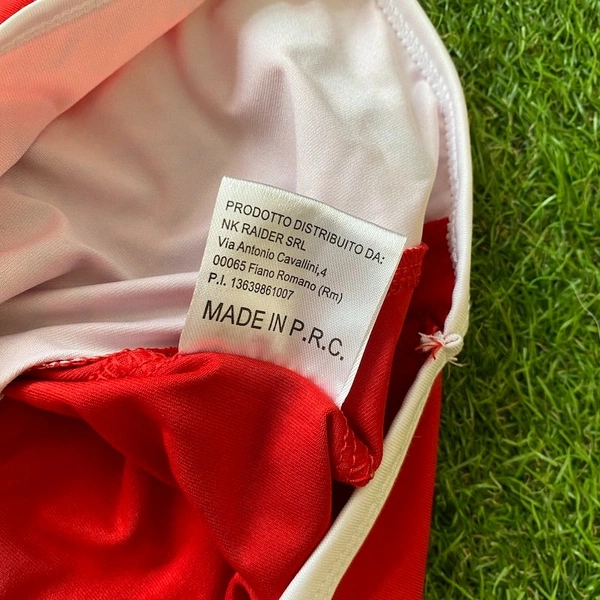 PRODOTTO DISTRIBUITO DA:
NK RAIDER SRL
Via Antonio Cavallini,4
00065 Fiano Romano (Rm)
P.I. 13639861007
MADE IN P.R.C.